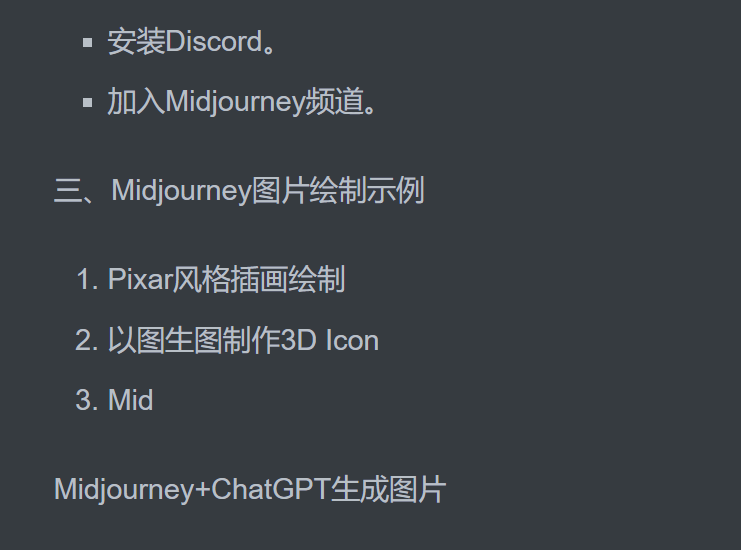 安装Discord。
加入Midjourney频道。
三、Midjourney图片绘制示例
1. Pixar风格插画绘制
2. 以图生图制作3D Icon
3. Mid
Midjourney+ChatGPT生成图片